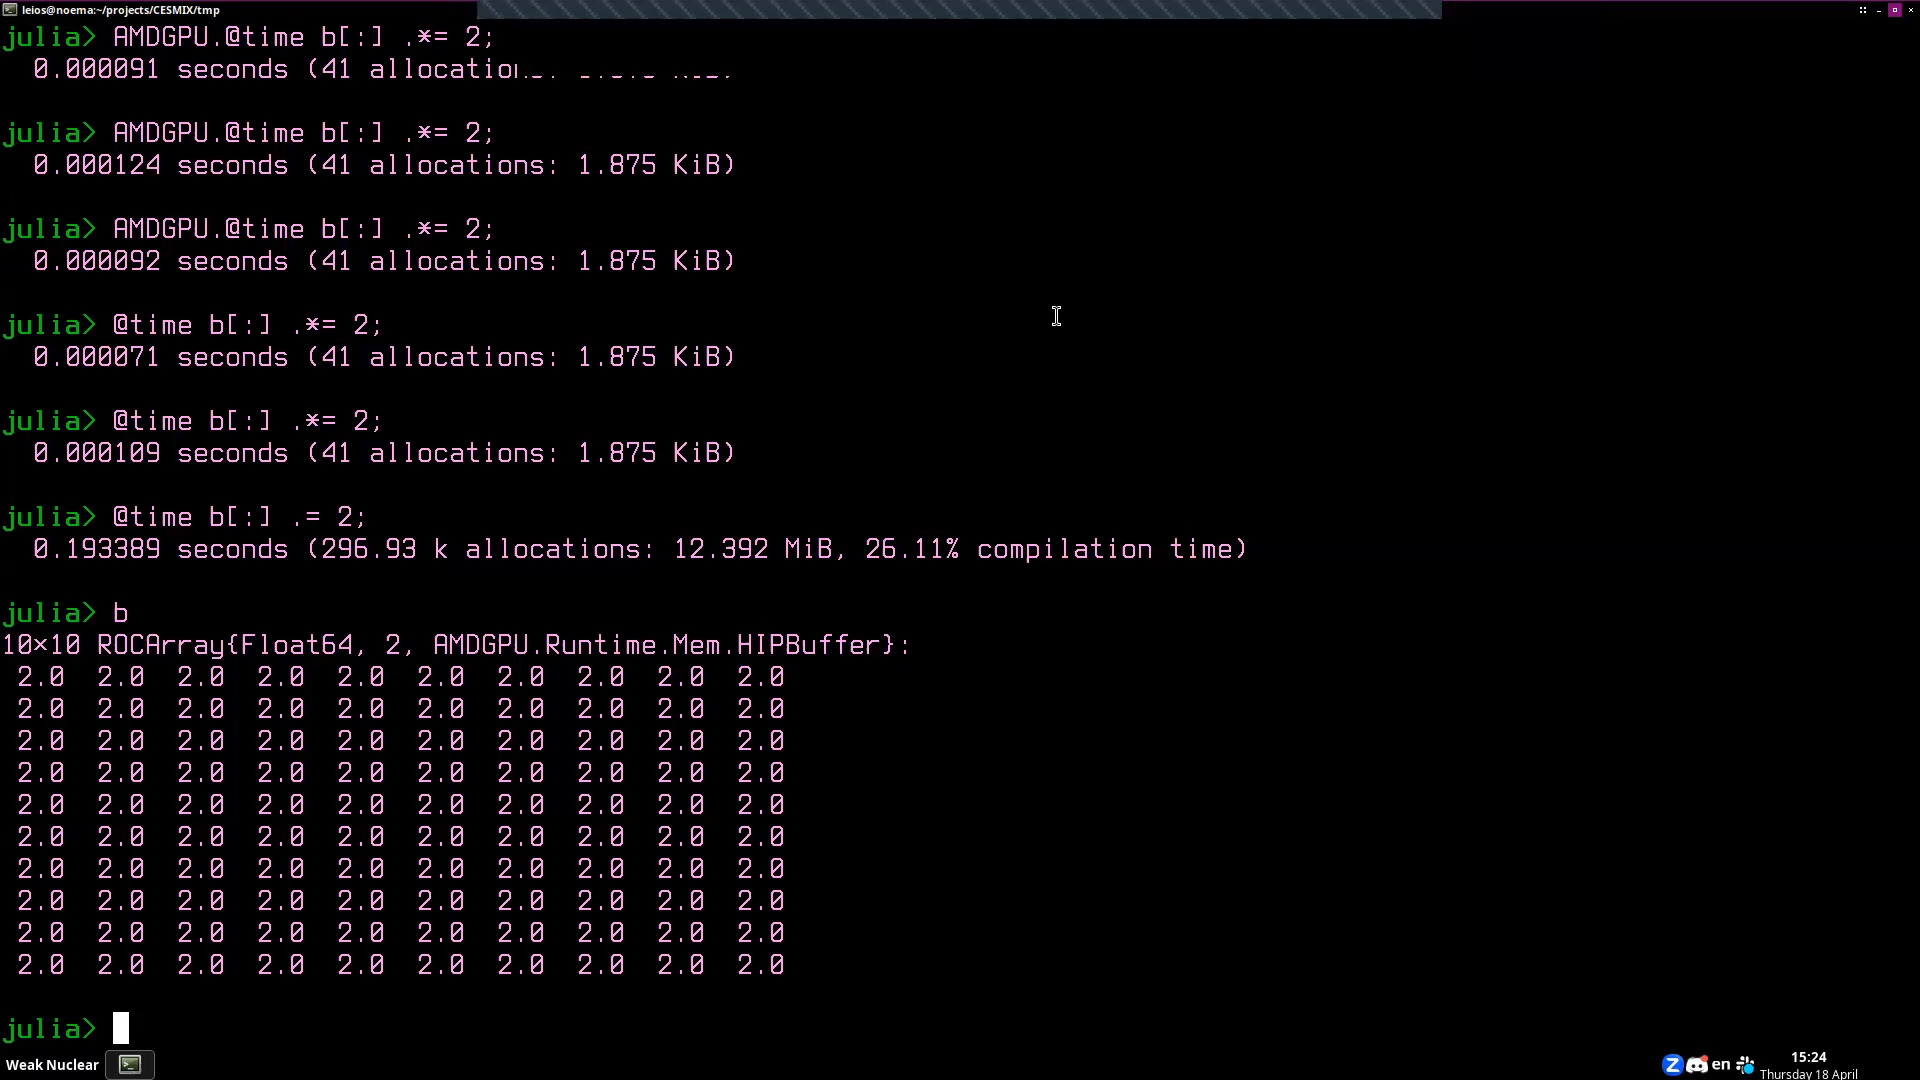 leios@noema:~/projects/CESMIX/tmp
julia> AMDGPU.@time b[:] .*= 2;
0.000091 seconds (41
julia> AMDGPU.@time b[:] .*= 2;
0.000124 seconds (41 allocations: 1.875 KiB)
julia> AMDGPU.@time b[:] .*= 2;
0.000092 seconds (41 allocations: 1.875 KiB)
julia> @time b[:] .*= 2;
0.000071 seconds (41 allocations: 1.875 KiB)
julia> @time b[:] .*= 2;
0.000109 seconds (41 allocations: 1.875 KiB)
julia> @time b[:] .= 2;
0.193389 seconds (296.93 k allocations: 12.392 MiB, 26.11% compilation time)
julia> b
10×10 ROCArray{Float64, 2, AMDGPU.Runtime.Mem.HIPBuffer}:
2.0 2.0 2.0 2.0 2.0 2.0 2.0 2.0 2.0 2.0
2.0 2.0 2.0 2.0 2.0 2.0 2.0 2.0 2.0 2.0
2.0 2.0 2.0 2.0 2.0 2.0 2.0 2.0 2.0 2.0
2.0 2.0 2.0 2.0 2.0 2.0 2.0 2.0 2.0 2.0
2.0 2.0 2.0 2.0 2.0 2.0 2.0 2.0 2.0 2.0
2.0 2.0 2.0 2.0 2.0 2.0 2.0 2.0 2.0 2.0
2.0 2.0 2.0 2.0 2.0 2.0 2.0 2.0 2.0 2.0
2.0 2.0 2.0 2.0 2.0 2.0 2.0 2.0 2.0 2.0
2.0 2.0 2.0 2.0 2.0 2.0 2.0 2.0 2.0 2.0
2.0 2.0 2.0 2.0 2.0 2.0 2.0 2.0 2.0 2.0
julia>
Weak Nuclear
Z
en
15:24
Thursday 18 April